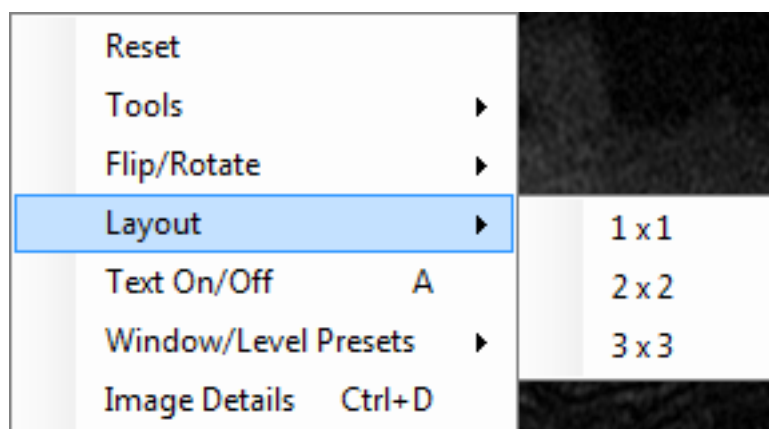 Reset
Tools
Flip/Rotate
Layout
1 x 1
Text On/Off A
2 x 2
Window/Level Presets
3 x 3
Image Details Ctrl+D